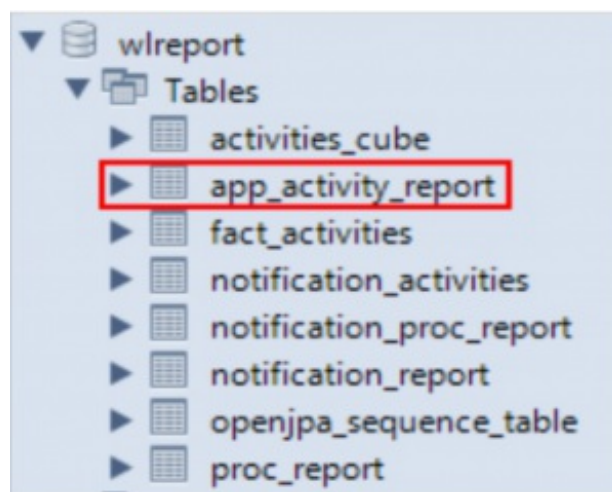 wlreport
Tables
activities_cube
app_activity_report
fact_activities
notification_activities
notification_proc_report
notification_report
openjpa_sequence_table
proc_report